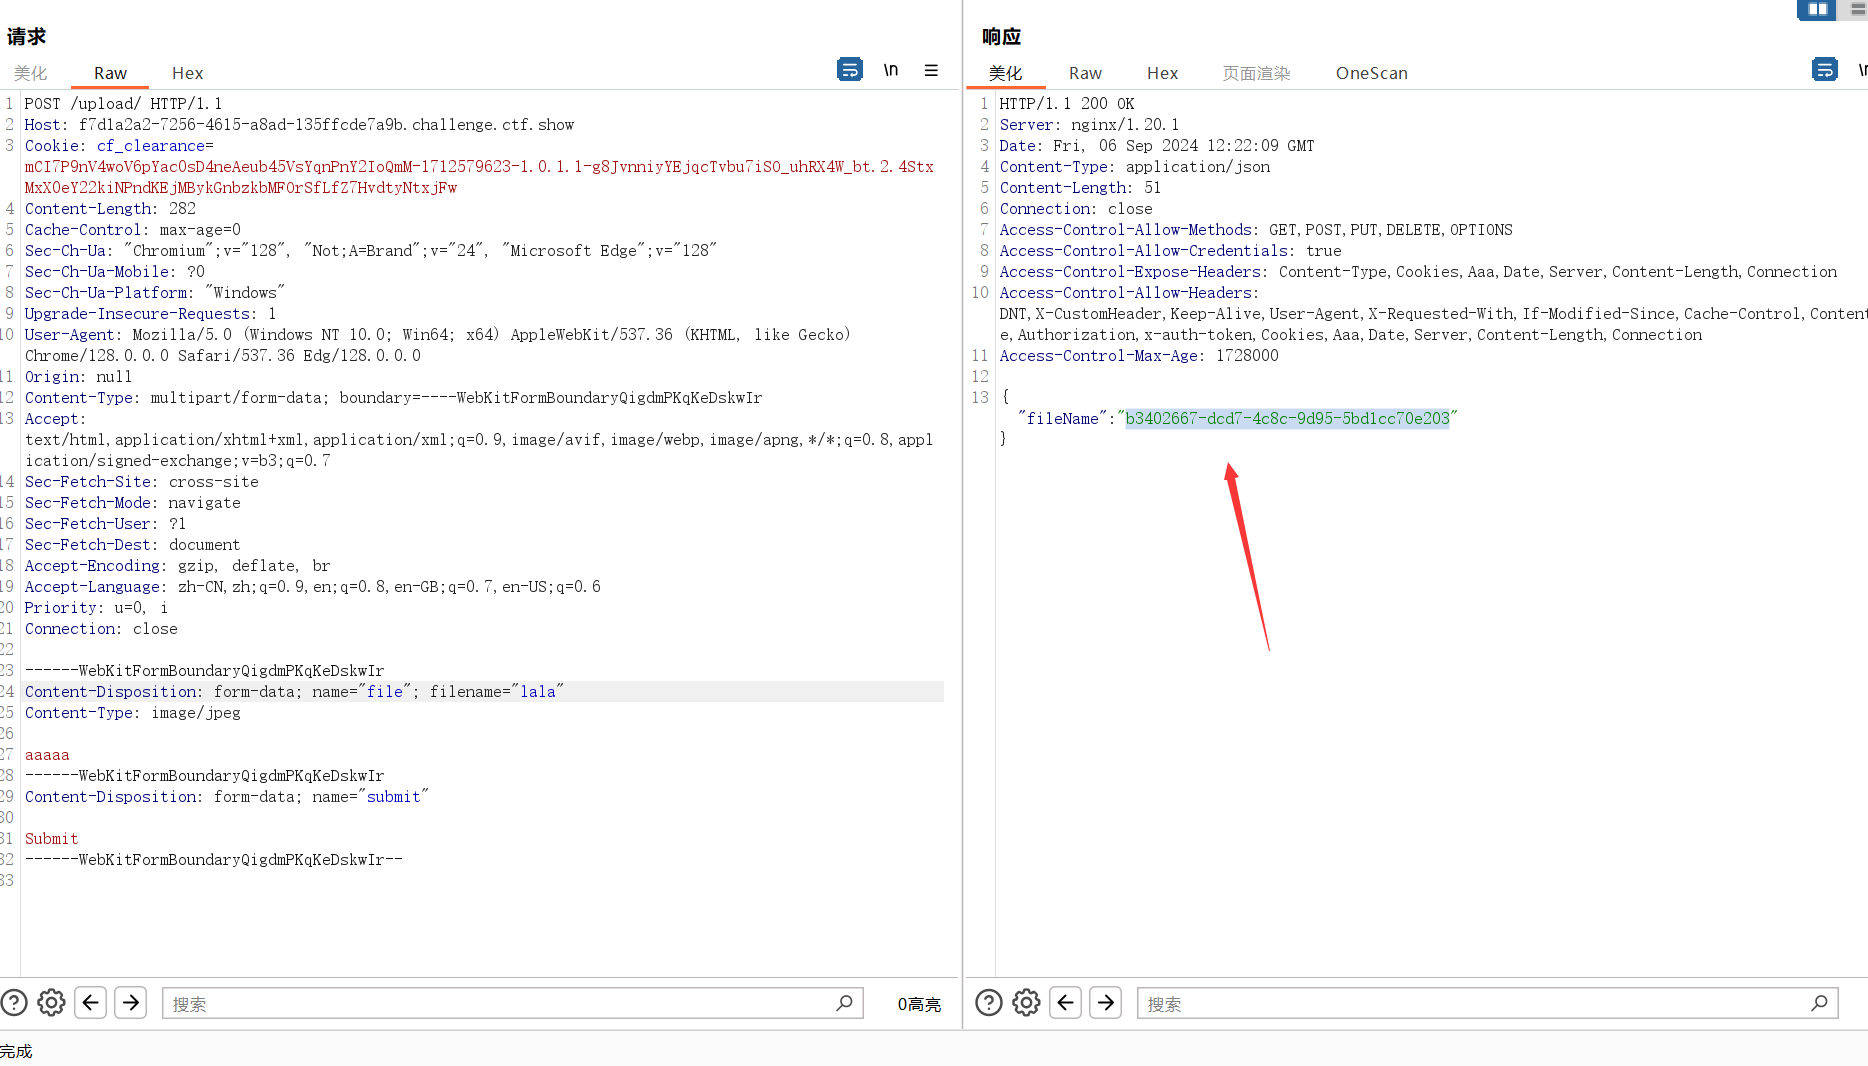 请求
美化 Raw Hex \n
1 POST /upload/ HTTP/1.1
2 Host: f7d1a2a2-7256-4615-a8ad-135ffcde7a9b.challenge.ctf.show
3 Cookie: cf_clearance=
mCI7P9nV4woV6pYacOsD4neAeub45VsYqnPnY2IoQmM-1712579623-1.0.1.1-g8JvnniyYEjqcTvbu7iSO_uhRX4W_bt.2.4Stx
MxXOeY22kiNPndKEjMBykGnbzkbMFOrSfLfZ7HvdtyNtxjFw
4 Content-Length: 282
5 Cache-Control: max-age=0
6 Sec-Ch-Ua: "Chromium";v="128", "Not;A=Brand";v="24", "Microsoft Edge";v="128"
7 Sec-Ch-Ua-Mobile: ?0
8 Sec-Ch-Ua-Platform: "Windows"
9 Upgrade-Insecure-Requests: 1
10 User-Agent: Mozilla/5.0 (Windows NT 10.0; Win64; x64) AppleWebKit/537.36 (KHTML, like Gecko)
Chrome/128.0.0.0 Safari/537.36 Edg/128.0.0.0
11 Origin: null
12 Content-Type: multipart/form-data; boundary=----WebKitFormBoundaryQigdmPKqKeDskwIr
13 Accept:
text/html,application/xhtml+xml,application/xml;q=0.9,image/avif,image/webp,image/apng,*/*;q=0.8,appl
ication/signed-exchange;v=b3;q=0.7
14 Sec-Fetch-Site: cross-site
15 Sec-Fetch-Mode: navigate
16 Sec-Fetch-User: ?1
17 Sec-Fetch-Dest: document
18 Accept-Encoding: gzip, deflate, br
19 Accept-Language: zh-CN,zh;q=0.9,en;q=0.8,en-GB;q=0.7,en-US;q=0.6
20 Priority: u=0, i
21 Connection: close
22
23 ------WebKitFormBoundaryQigdmPKqKeDskwIr
24 Content-Disposition: form-data; name="file"; filename="lala"
25 Content-Type: image/jpeg
26
27 aaaaa
28 ------WebKitFormBoundaryQigdmPKqKeDskwIr
29 Content-Disposition: form-data; name="submit"
30
31 Submit
32 ------WebKitFormBoundaryQigdmPKqKeDskwIr--
33
搜索 0高亮
完成
响应
美化 Raw Hex 页面渲染 OneScan
1 HTTP/1.1 200 OK
2 Server: nginx/1.20.1
3 Date: Fri, 06 Sep 2024 12:22:09 GMT
4 Content-Type: application/json
5 Content-Length: 51
6 Connection: close
7 Access-Control-Allow-Methods: GET,POST,PUT,DELETE,OPTIONS
8 Access-Control-Allow-Credentials: true
9 Access-Control-Expose-Headers: Content-Type,Cookies,Aaa,Date,Server,Content-Length,Connection
10 Access-Control-Allow-Headers:
DNT,X-CustomHeader,Keep-Alive,User-Agent,X-Requested-With,If-Modified-Since,Cache-Control,Content
e,Authorization,x-auth-token,Cookies,Aaa,Date,Server,Content-Length,Connection
11 Access-Control-Max-Age: 1728000
12
13 {
"fileName":"b3402667-dcd7-4c8c-9d95-5bd1cc70e203"
}
搜索